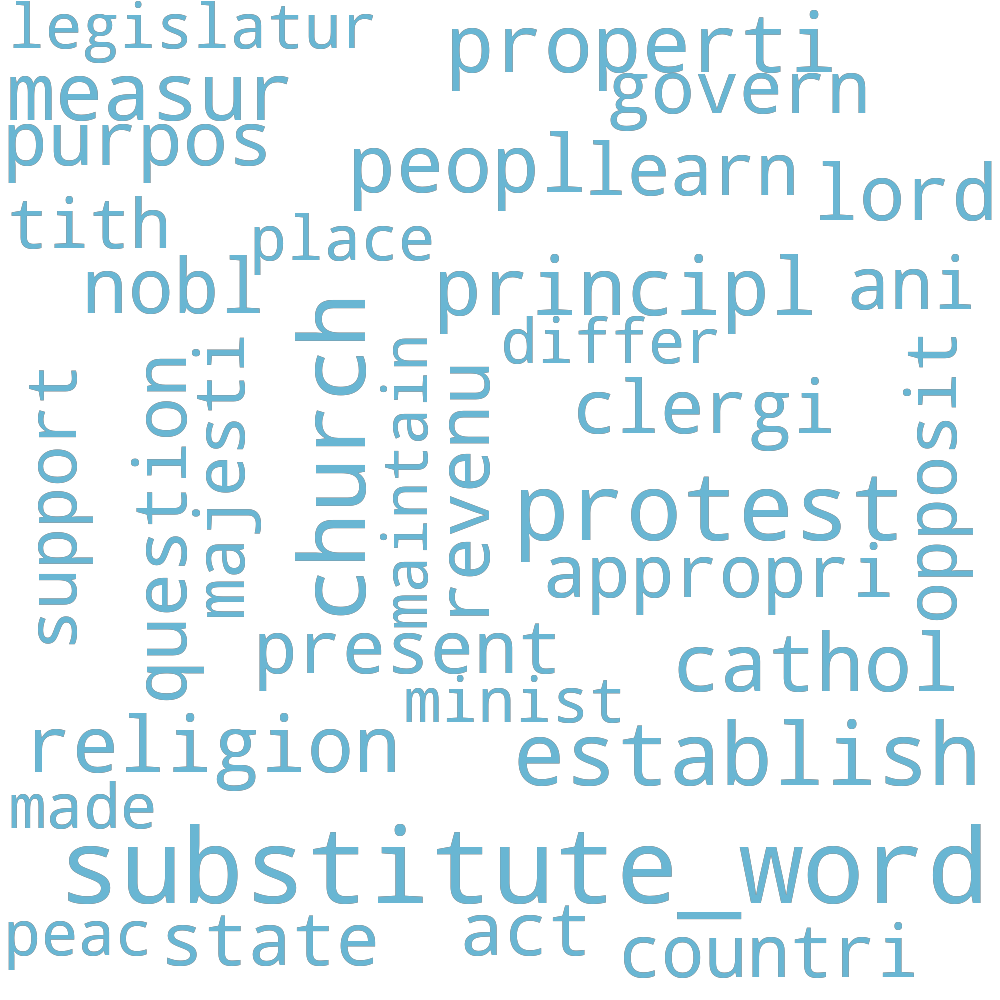 legislatur
properti
measur
govern
purpos
peopl
learn
lord
tith
place
nobl
principl
ani
differ
support
question
majesti
church
maintain
revenu
clergi
opposit
protest
appropri
present
cathol
minist
religion
establish
made
substitute_word
peac
state
act
countri